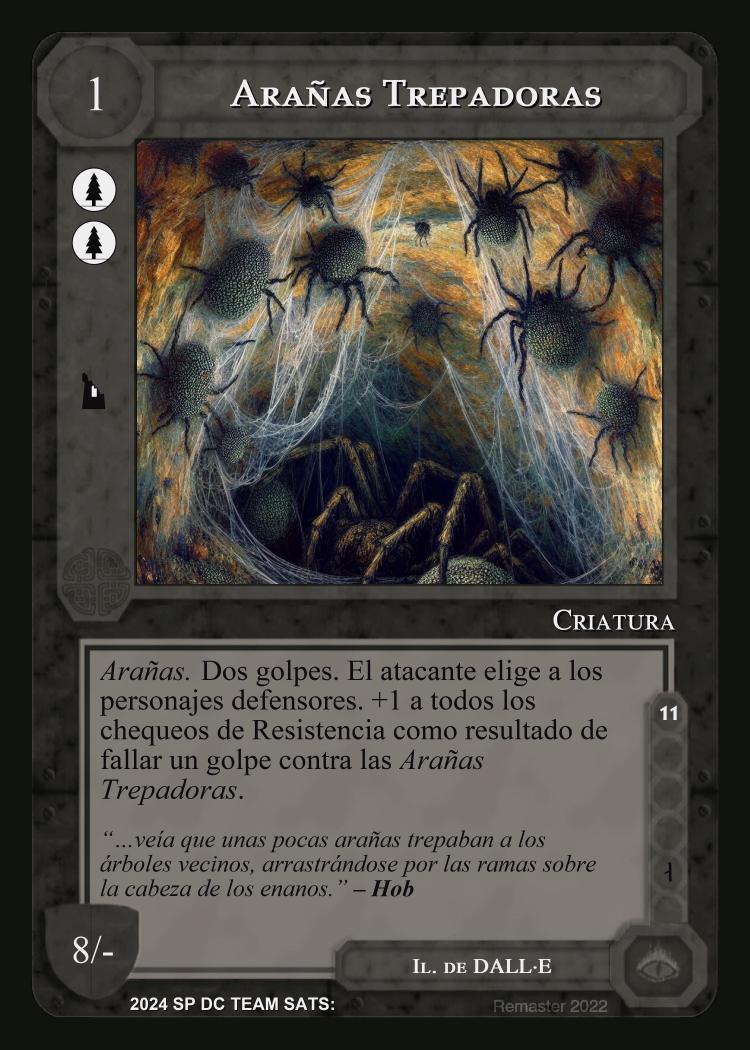 1
Arañas Trepadoras
Criatura
Arañas. Dos golpes. El atacante elige a los
personajes defensores. +1 a todos los
chequeos de Resistencia como resultado de
fallar un golpe contra las Arañas
Trepadoras.
11
“...veía que unas pocas arañas trepaban a los
árboles vecinos, arrastrándose por las ramas sobre
la cabeza de los enanos.” – Hob
8/-
Il. de DALL·E
2024 SP DC TEAM SATS:
Remaster 2022